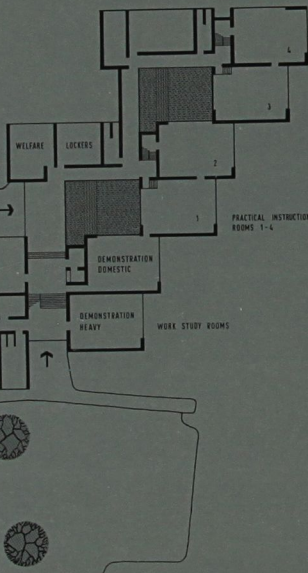 4
3
WELFARE
LOCKERS
2
1
PRACTICAL INSTRUCTION
ROOMS 1-4
DEMONSTRATION
DOMESTIC
DEMONSTRATION
HEAVY
WORK STUDY ROOMS